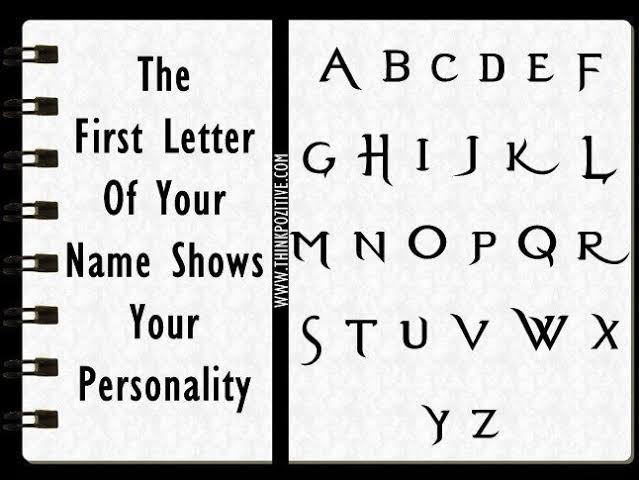 The
First Letter
Of Your
Name Shows
Your
Personality
WWW.THINKPOZITIVE.COM
A B C D E F
G H I J K L
M N O P Q R
S T U V W X
Y Z